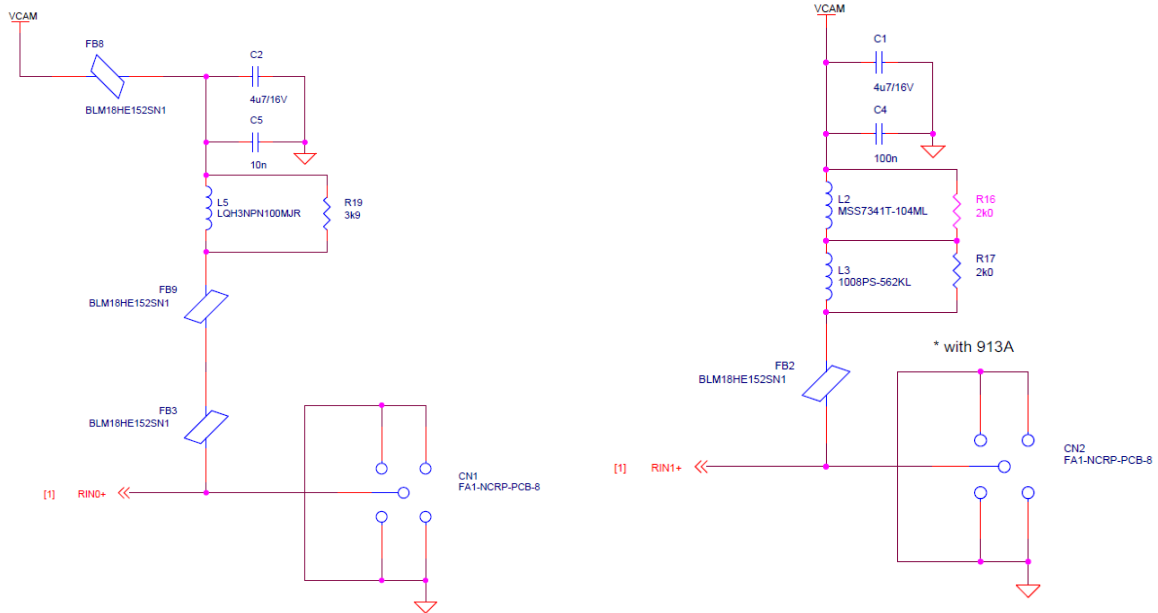 VCAM
FB8
BLM18HE152SN1
C2
4u7/16V
C5
10n
L5
LQH3NPN100MJR
R19
3k9
FB9
BLM18HE152SN1
FB3
BLM18HE152SN1
CN1
FA1-NCRP-PCB-8
[1] RIN0+
VCAM
C1
4u7/16V
C4
100n
L2
MSS7341T-104ML
R16
2k0
L3
1008PS-562KL
R17
2k0
* with 913A
FB2
BLM18HE152SN1
CN2
FA1-NCRP-PCB-8
[1] RIN1+